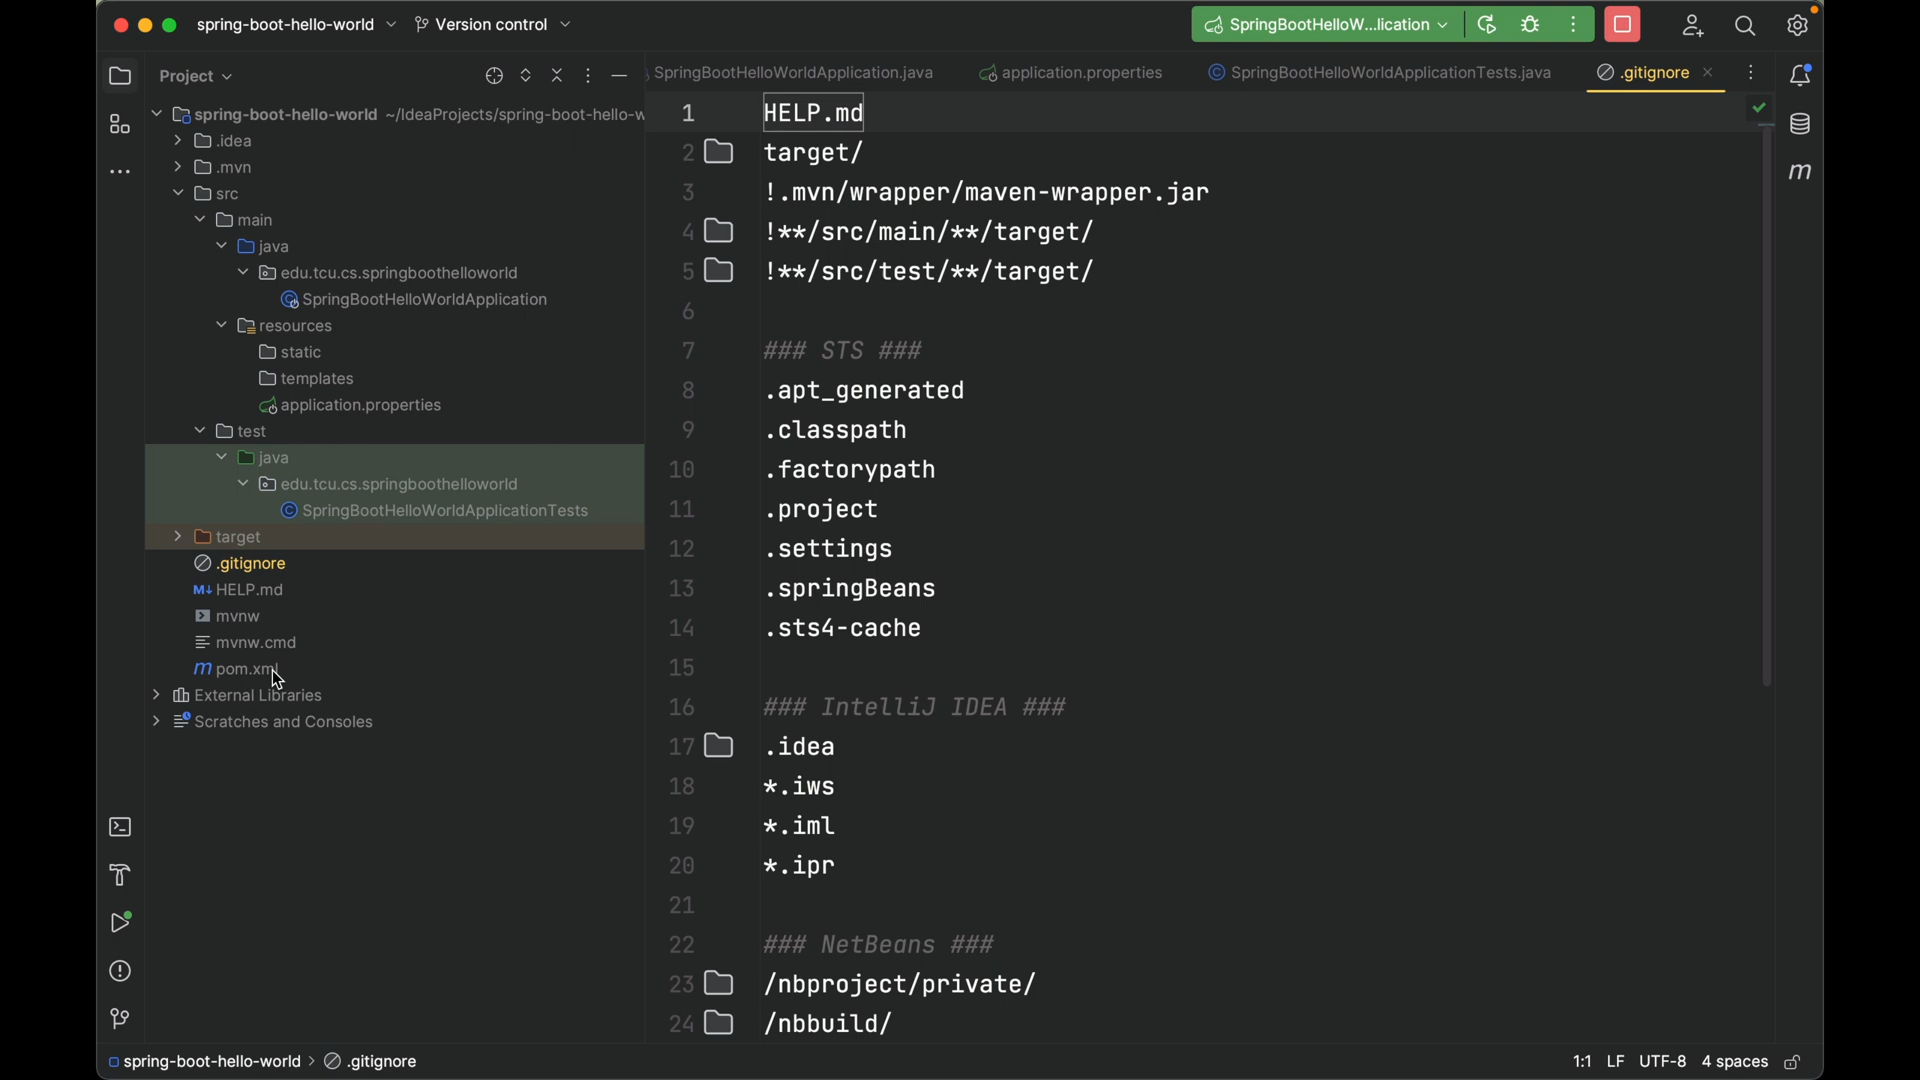 spring-boot-hello-world
Version control
SpringBootHelloW...lication
Project
SpringBootHelloWorldApplication.java
application.properties
SpringBootHelloWorldApplicationTests.java
.gitignore
spring-boot-hello-world ~/IdeaProjects/spring-boot-hello-w
.idea
.mvn
src
main
java
edu.tcu.cs.springboothelloworld
SpringBootHelloWorldApplication
resources
static
templates
application.properties
test
java
edu.tcu.cs.springboothelloworld
SpringBootHelloWorldApplicationTests
target
.gitignore
M↓ HELP.md
mvnw
mvnw.cmd
m pom.xml
External Libraries
Scratches and Consoles
1 HELP.md
2 target/
3 !.mvn/wrapper/maven-wrapper.jar
4 !**/src/main/**/target/
5 !**/src/test/**/target/
6
7 ### STS ###
8 .apt_generated
9 .classpath
10 .factorypath
11 .project
12 .settings
13 .springBeans
14 .sts4-cache
15
16 ### IntelliJ IDEA ###
17 .idea
18 *.iws
19 *.iml
20 *.ipr
21
22 ### NetBeans ###
23 /nbproject/private/
24 /nbbuild/
m
spring-boot-hello-world > .gitignore
1:1 LF UTF-8 4 spaces